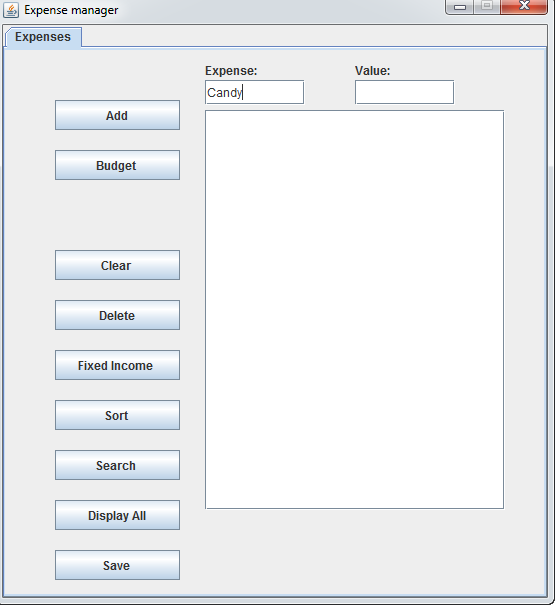 Expense manager
Expenses
Expense: Value:
Candy
Add
Budget
Clear
Delete
Fixed Income
Sort
Search
Display All
Save